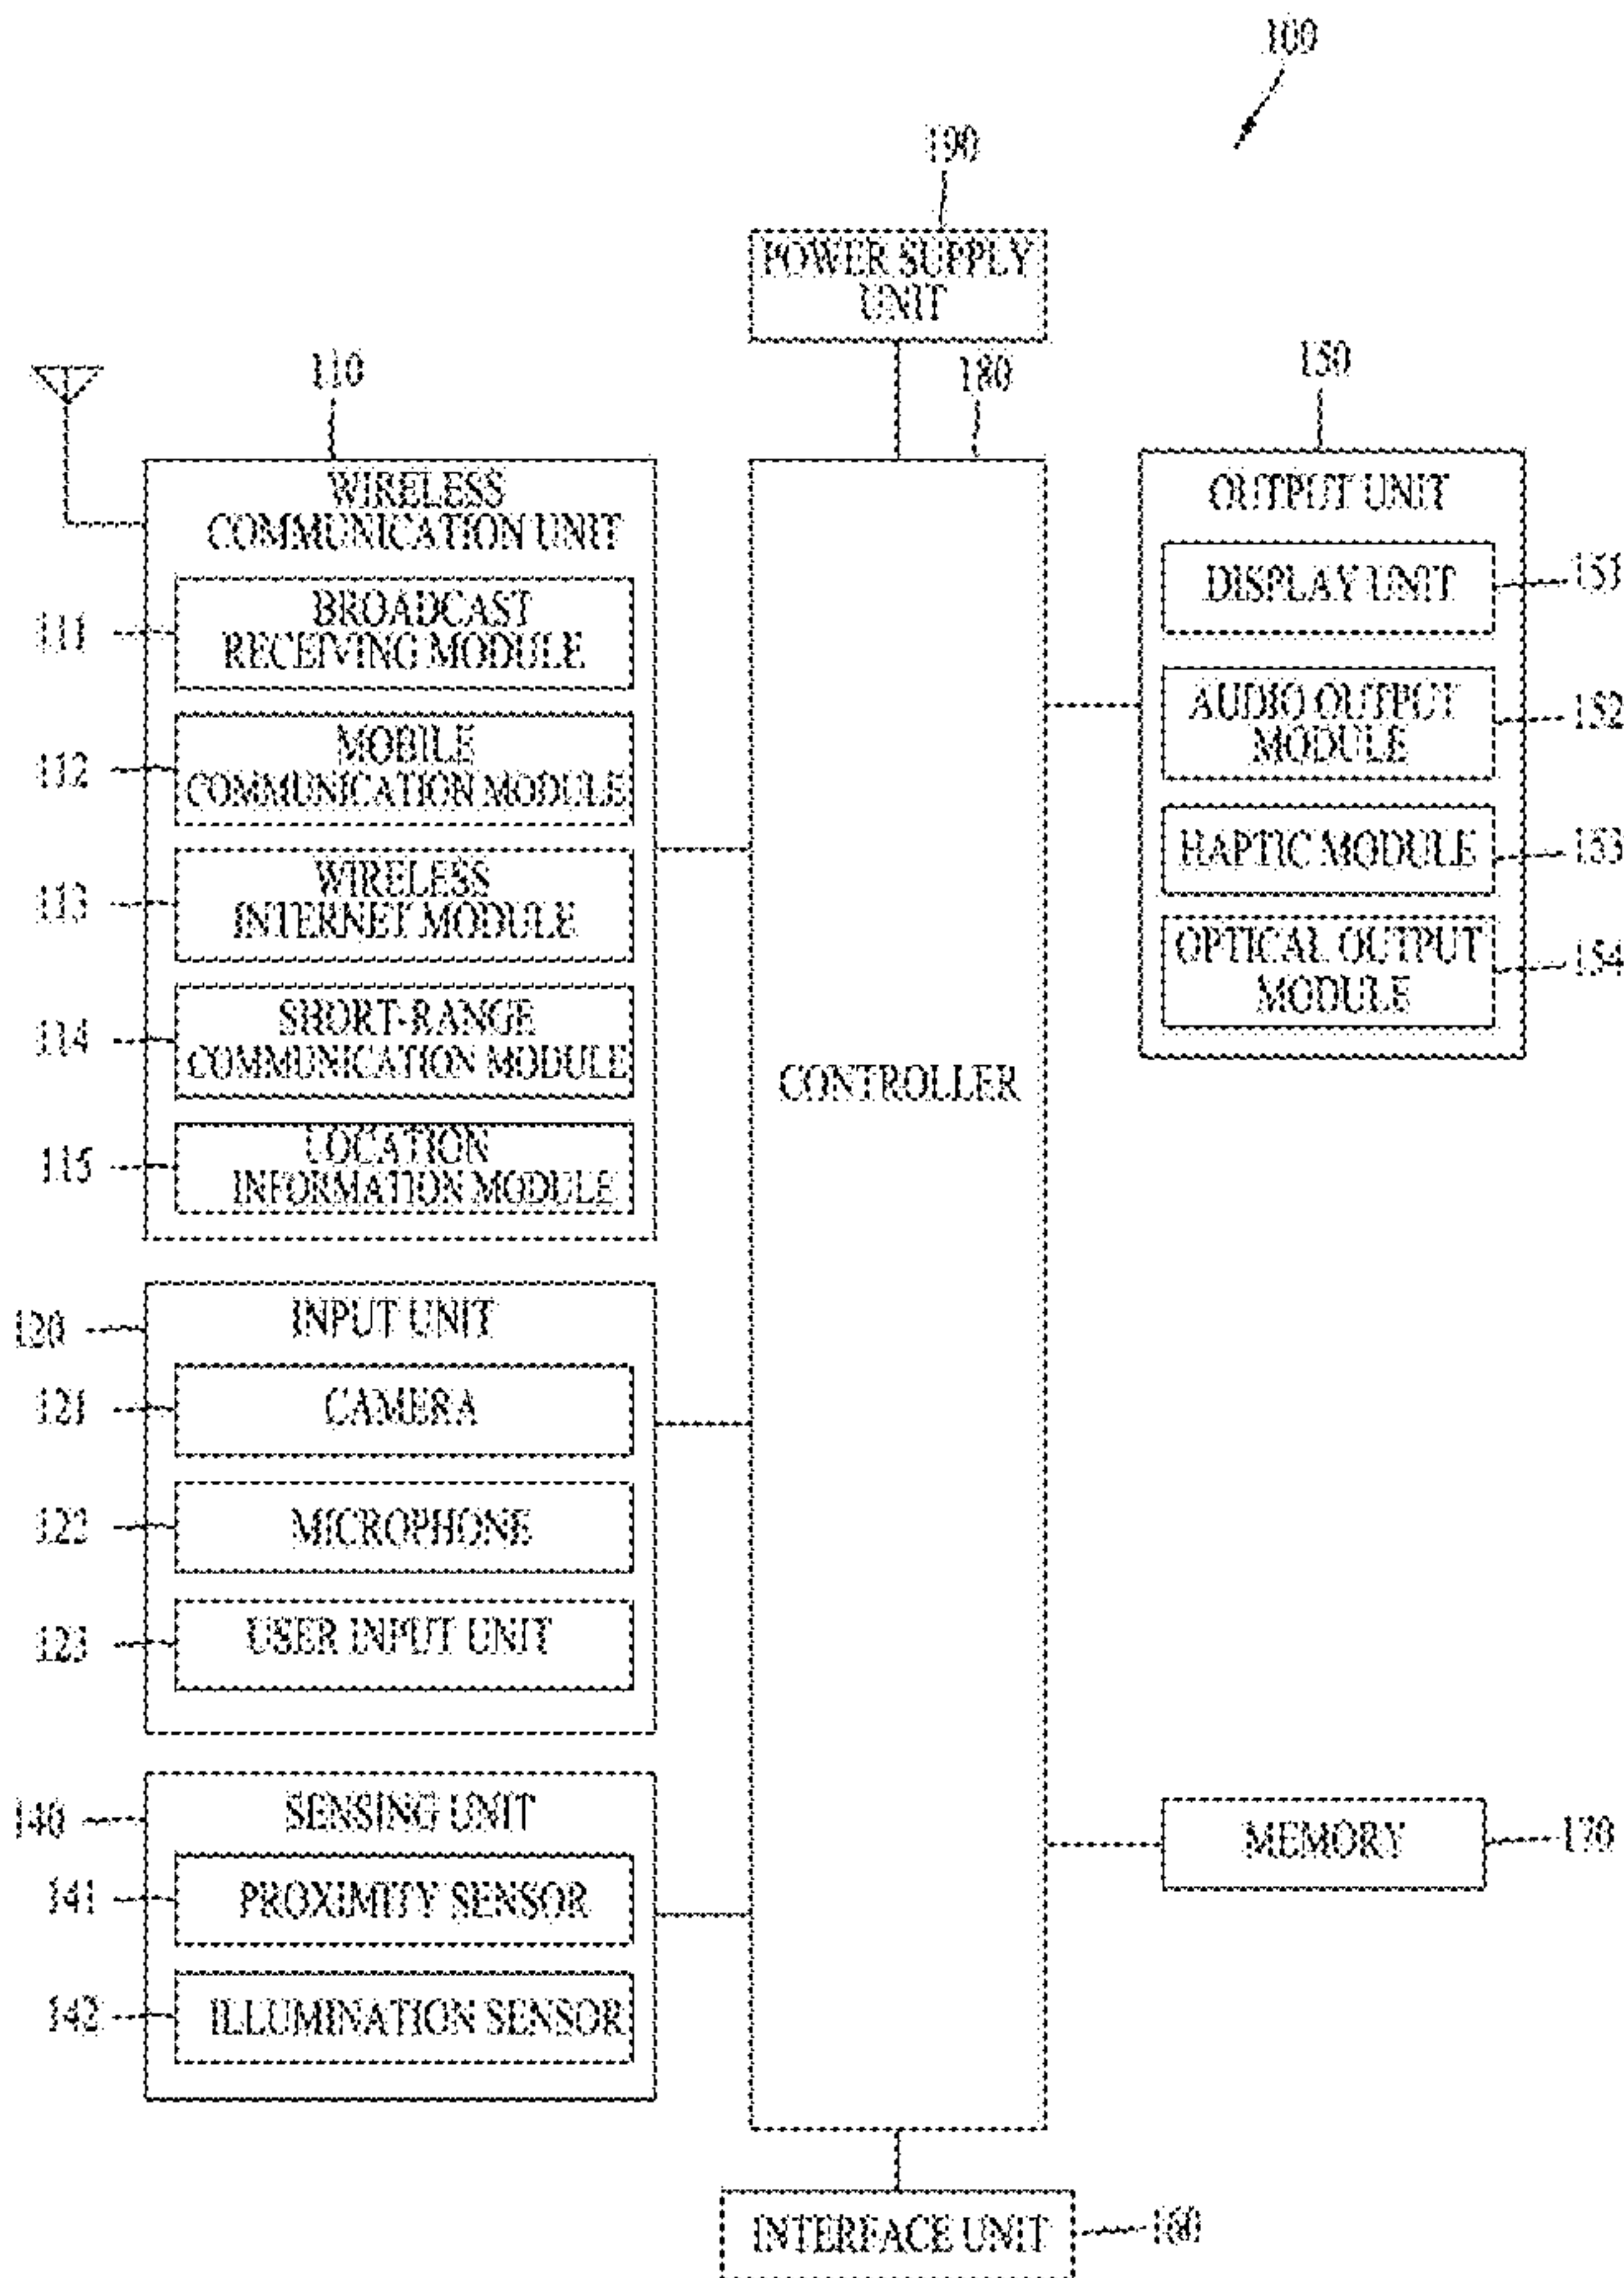 100
190
POWER SUPPLY
UNIT
110
180
150
WIRELESS
COMMUNICATION UNIT
111
BROADCAST
RECEIVING MODULE
112
MOBILE
COMMUNICATION MODULE
113
WIRELESS
INTERNET MODULE
114
SHORT-RANGE
COMMUNICATION MODULE
115
LOCATION
INFORMATION MODULE
120
INPUT UNIT
121
CAMERA
122
MICROPHONE
123
USER INPUT UNIT
140
SENSING UNIT
141
PROXIMITY SENSOR
142
ILLUMINATION SENSOR
CONTROLLER
OUTPUT UNIT
DISPLAY UNIT
151
AUDIO OUTPUT
MODULE
152
HAPTIC MODULE
153
OPTICAL OUTPUT
MODULE
154
MEMORY
170
INTERFACE UNIT
160